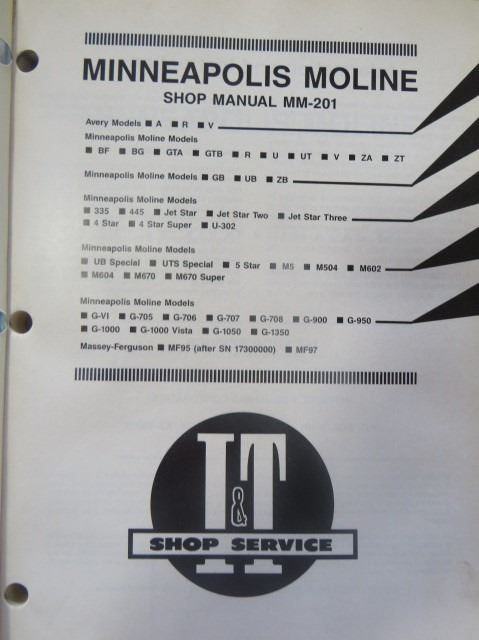 MINNEAPOLIS MOLINE
SHOP MANUAL MM-201
Avery Models ■ A ■ R ■ V
Minneapolis Moline Models
■ BF ■ BG ■ GTA ■ GTB ■ R ■ U ■ UT ■ V ■ ZA ■ ZT
Minneapolis Moline Models ■ GB ■ UB ■ ZB
Minneapolis Moline Models
■ 335 ■ 445 ■ Jet Star ■ Jet Star Two ■ Jet Star Three
■ 4 Star ■ 4 Star Super ■ U-302
Minneapolis Moline Models
■ UB Special ■ UTS Special ■ 5 Star ■ M5 ■ M504 ■ M602
■ M604 ■ M670 ■ M670 Super
Minneapolis Moline Models
■ G-VI ■ G-705 ■ G-706 ■ G-707 ■ G-708 ■ G-900 ■ G-950
■ G-1000 ■ G-1000 Vista ■ G-1050 ■ G-1350
Massey-Ferguson ■ MF95 (after SN 17300000) ■ MF97
I&T
SHOP SERVICE